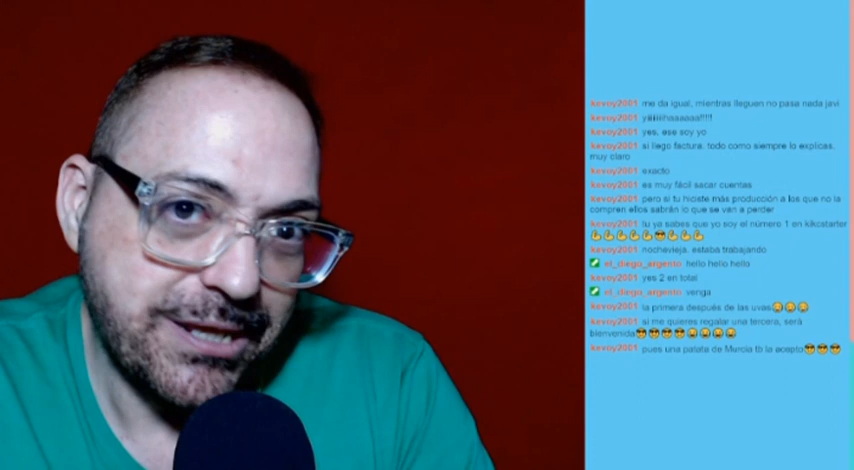 kevoy2001 me da igual, mientras lleguen no pasa nada javi
kevoy2001 yiiiiiihaaaaaa!!!!!
kevoy2001 yes, ese soy yo
kevoy2001 si llego factura. todo como siempre lo explicas.
muy claro
kevoy2001 exacto
kevoy2001 es muy fácil sacar cuentas
kevoy2001 pero si tu hiciste más producción a los que no la
compren ellos sabrán lo que se van a perder
kevoy2001 tu ya sabes que yo soy el número 1 en kikostarter
💪💪💪💪💪😎💪💪💪
kevoy2001 nochevieja. estaba trabajando
el_diego_argento hello hello hello
kevoy2001 yes 2 en total
el_diego_argento venga
kevoy2001 la primera después de las uvas
kevoy2001 si me quieres regalar una tercera, será
bienvenida
kevoy2001 pues una patata de Murcia tb la acepto😎😎😎